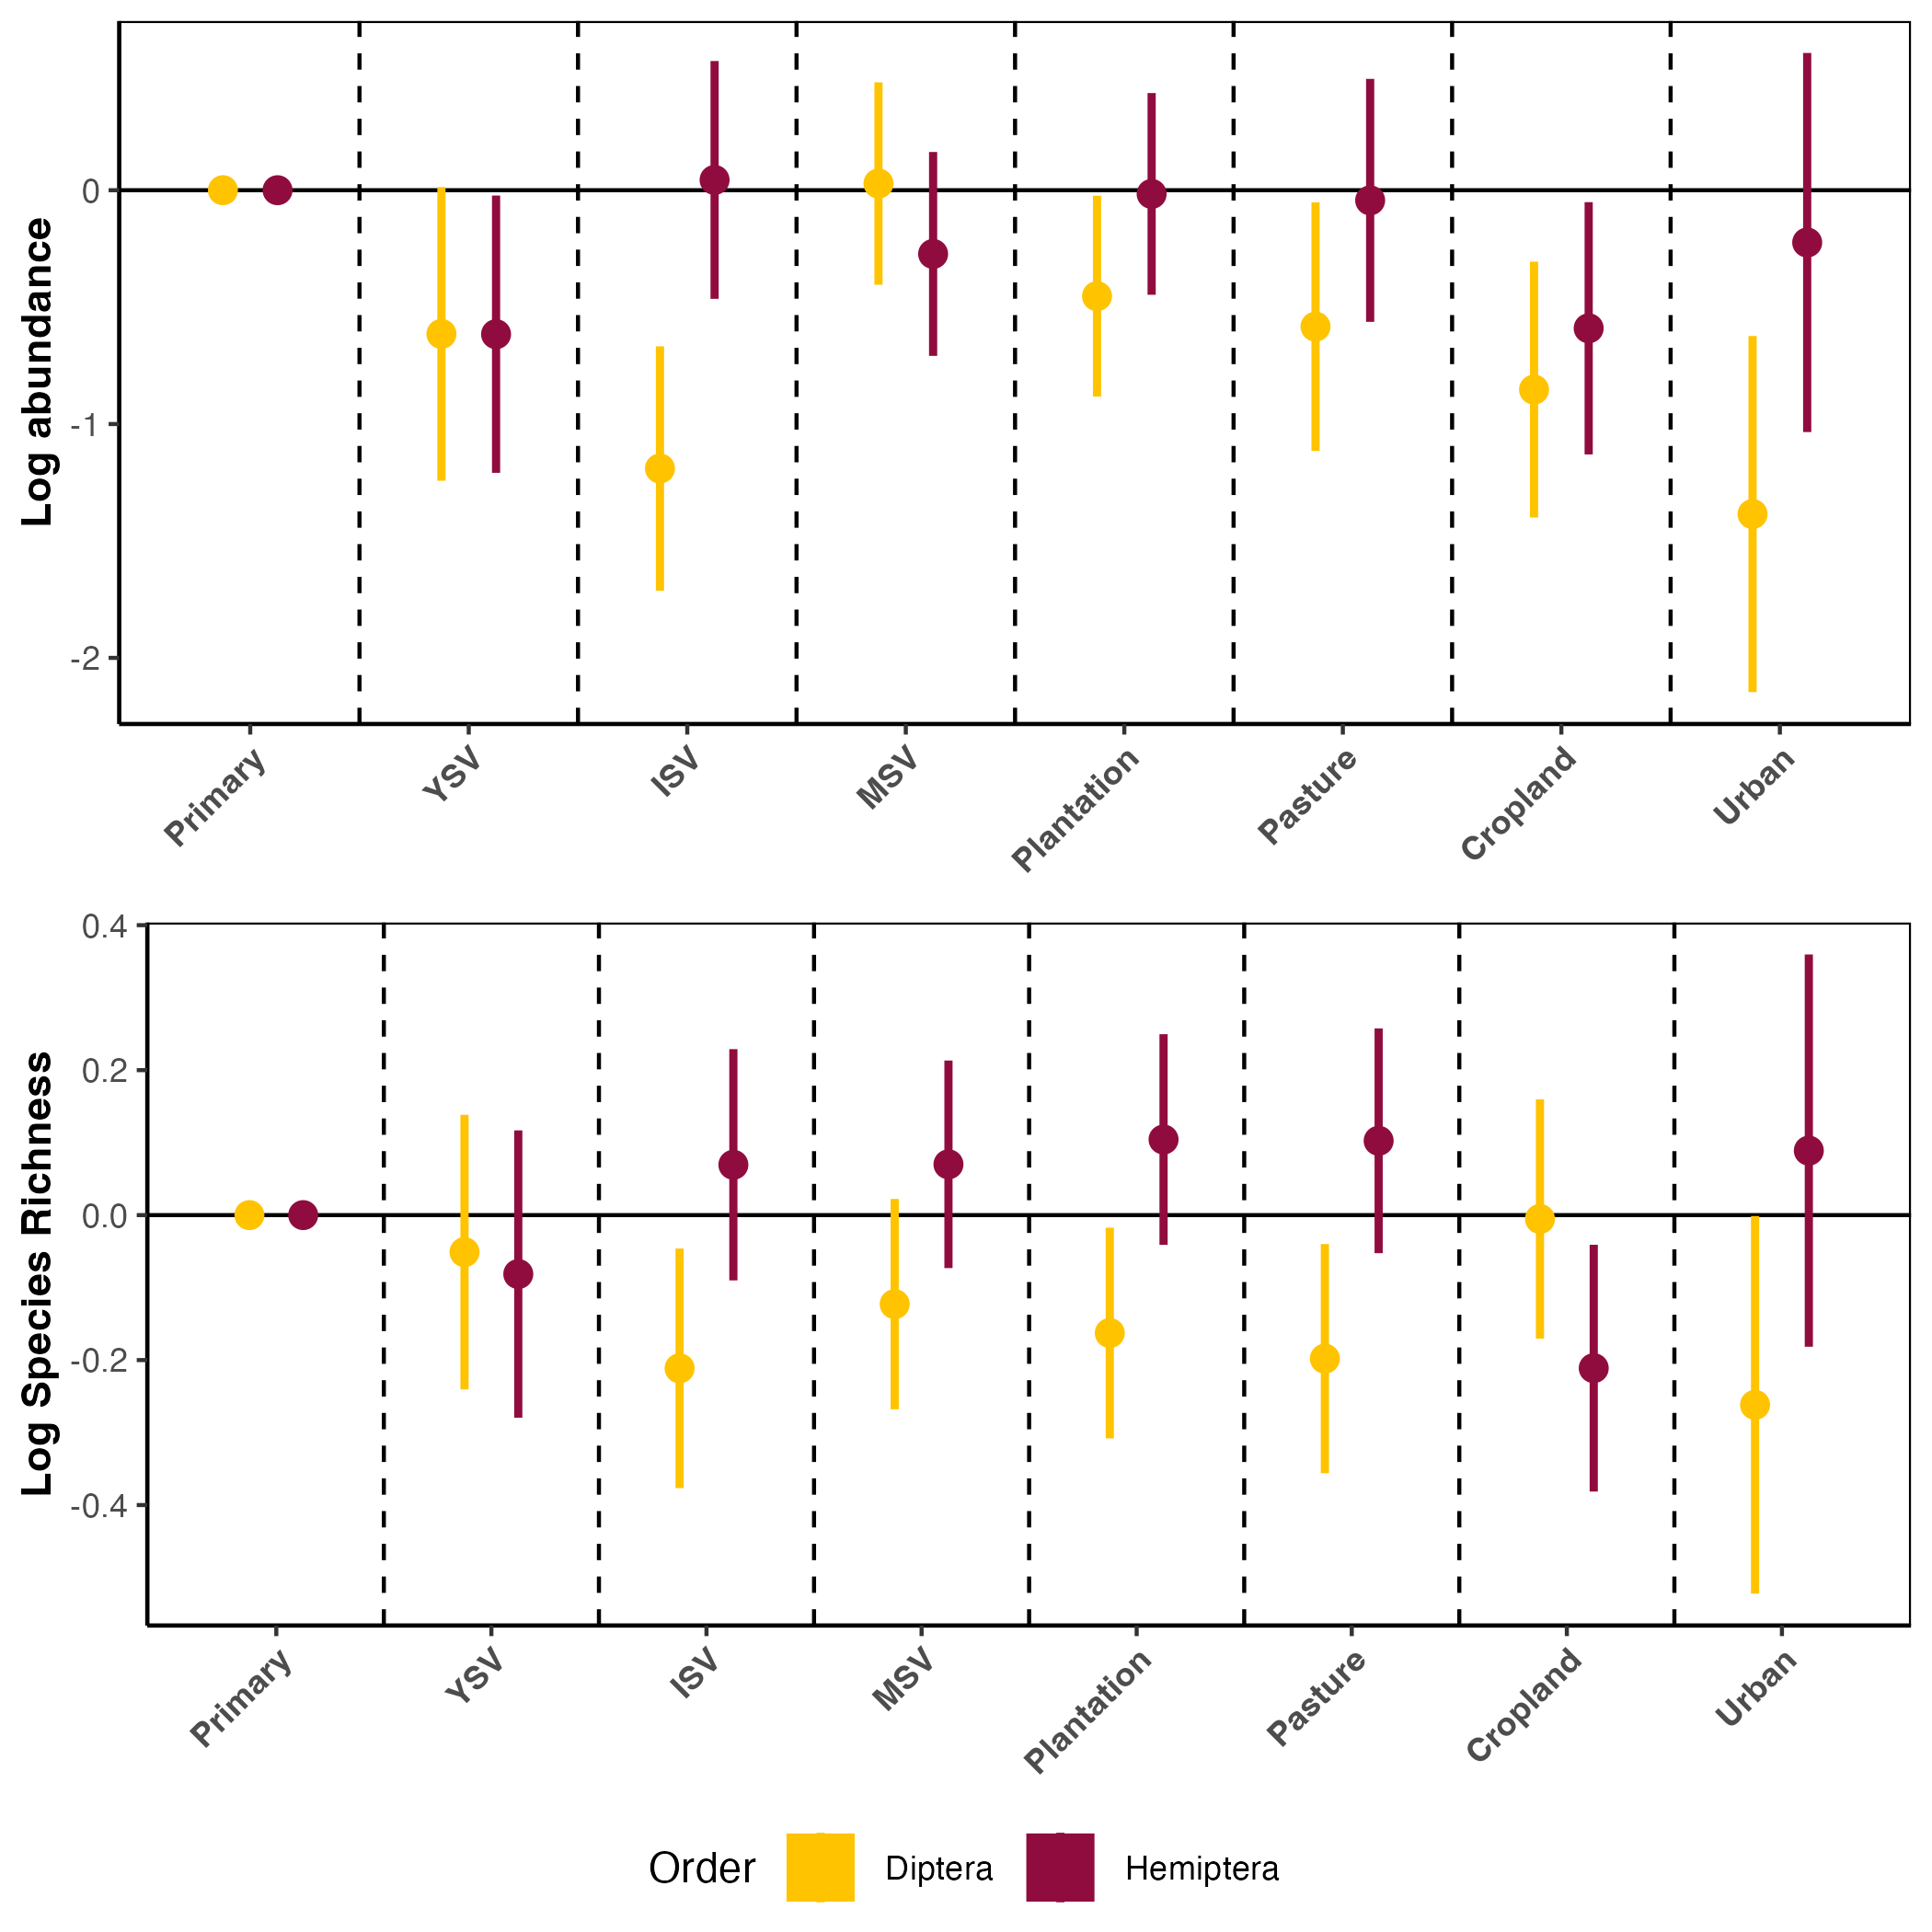 Log abundance
0
-1
-2
Primary
YSV
ISV
MSV
Plantation
Pasture
Cropland
Urban
Log Species Richness
0.4
0.2
0.0
-0.2
-0.4
Primary
YSV
ISV
MSV
Plantation
Pasture
Cropland
Urban
Order Diptera Hemiptera